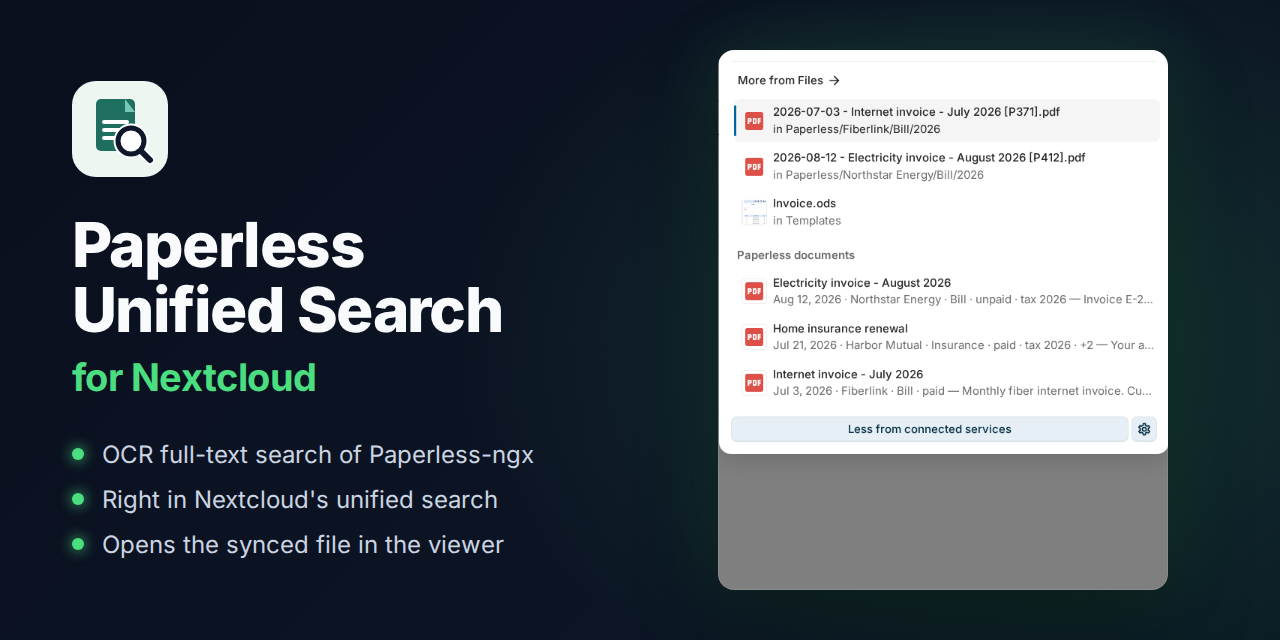 Paperless
Unified Search
for Nextcloud
OCR full-text search of Paperless-ngx
Right in Nextcloud's unified search
Opens the synced file in the viewer
More from Files →
PDF
2026-07-03 - Internet invoice - July 2026 [P371].pdf
in Paperless/Fiberlink/Bill/2026
PDF
2026-08-12 - Electricity invoice - August 2026 [P412].pdf
in Paperless/Northstar Energy/Bill/2026
Invoice.ods
in Templates
Paperless documents
PDF
Electricity invoice - August 2026
Aug 12, 2026 · Northstar Energy · Bill · unpaid · tax 2026 — Invoice E-2...
PDF
Home insurance renewal
Jul 21, 2026 · Harbor Mutual · Insurance · paid · tax 2026 · +2 — Your a...
PDF
Internet invoice - July 2026
Jul 3, 2026 · Fiberlink · Bill · paid — Monthly fiber internet invoice. Cu...
Less from connected services